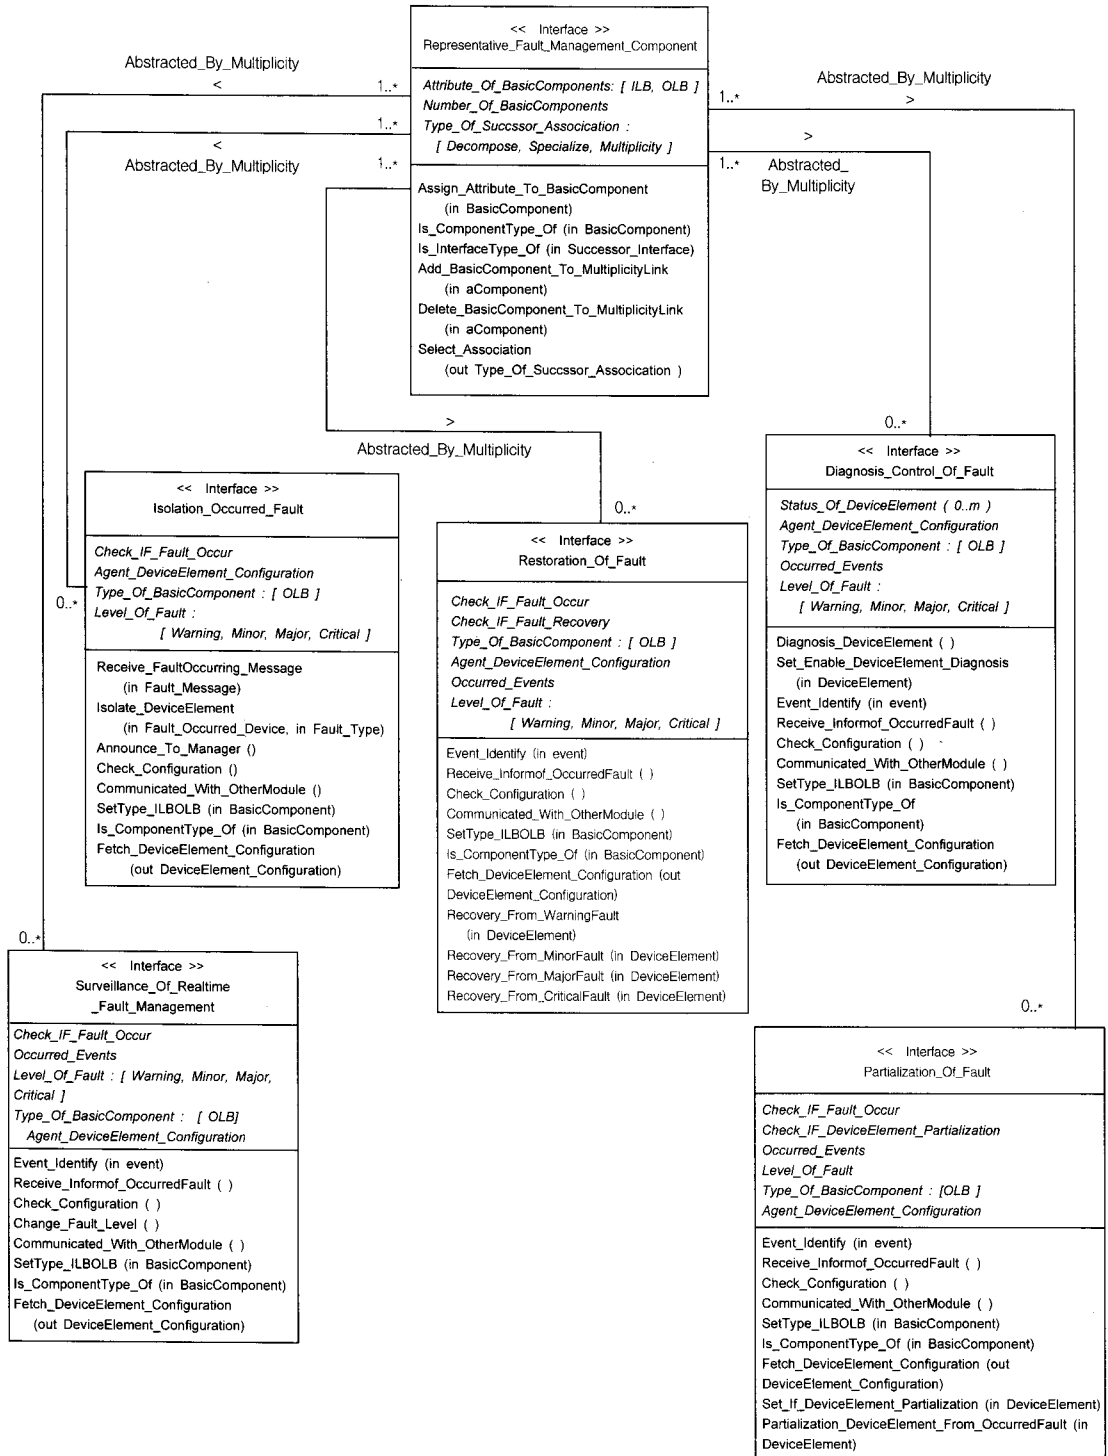 << Interface >>
Representative_Fault_Management_Component
Attribute_Of_BasicComponents: [ ILB, OLB ]
Number_Of_BasicComponents
Type_Of_Succssor_Assocication :
[ Decompose, Specialize, Multiplicity ]
Assign_Attribute_To_BasicComponent
(in BasicComponent)
Is_ComponentType_Of (in BasicComponent)
Is_InterfaceType_Of (in Successor_Interface)
Add_BasicComponent_To_MultiplicityLink
(in aComponent)
Delete_BasicComponent_To_MultiplicityLink
(in aComponent)
Select_Association
(out Type_Of_Succssor_Assocication )
Abstracted_By_Multiplicity
<
1..*
1..*
<
Abstracted_By_Multiplicity
1..*
Abstracted_By_Multiplicity
>
1..*
>
1..*
Abstracted_
By_Multiplicity
>
Abstracted_By_Multiplicity
0..*
0..*
0..*
0..*
0..*
<< Interface >>
Isolation_Occurred_Fault
Check_IF_Fault_Occur
Agent_DeviceElement_Configuration
Type_Of_BasicComponent : [ OLB ]
Level_Of_Fault :
[ Warning, Minor, Major, Critical ]
Receive_FaultOccurring_Message
(in Fault_Message)
Isolate_DeviceElement
(in Fault_Occurred_Device, in Fault_Type)
Announce_To_Manager ()
Check_Configuration ()
Communicated_With_OtherModule ()
SetType_ILBOLB (in BasicComponent)
Is_ComponentType_Of (in BasicComponent)
Fetch_DeviceElement_Configuration
(out DeviceElement_Configuration)
<< Interface >>
Restoration_Of_Fault
Check_IF_Fault_Occur
Check_IF_Fault_Recovery
Type_Of_BasicComponent : [ OLB ]
Agent_DeviceElement_Configuration
Occurred_Events
Level_Of_Fault :
[ Warning, Minor, Major, Critical ]
Event_Identify (in event)
Receive_Informof_OccurredFault ( )
Check_Configuration ( )
Communicated_With_OtherModule ( )
SetType_ILBOLB (in BasicComponent)
Is_ComponentType_Of (in BasicComponent)
Fetch_DeviceElement_Configuration (out
DeviceElement_Configuration)
Recovery_From_WarningFault
(in DeviceElement)
Recovery_From_MinorFault (in DeviceElement)
Recovery_From_MajorFault (in DeviceElement)
Recovery_From_CriticalFault (in DeviceElement)
<< Interface >>
Diagnosis_Control_Of_Fault
Status_Of_DeviceElement ( 0..m )
Agent_DeviceElement_Configuration
Type_Of_BasicComponent : [ OLB ]
Occurred_Events
Level_Of_Fault :
[ Warning, Minor, Major, Critical ]
Diagnosis_DeviceElement ( )
Set_Enable_DeviceElement_Diagnosis
(in DeviceElement)
Event_Identify (in event)
Receive_Informof_OccurredFault ( )
Check_Configuration ( )
Communicated_With_OtherModule ( )
SetType_ILBOLB (in BasicComponent)
Is_ComponentType_Of
(in BasicComponent)
Fetch_DeviceElement_Configuration
(out DeviceElement_Configuration)
<< Interface >>
Surveillance_Of_Realtime
_Fault_Management
Check_IF_Fault_Occur
Occurred_Events
Level_Of_Fault : [ Warning, Minor, Major,
Critical ]
Type_Of_BasicComponent : [ OLB]
Agent_DeviceElement_Configuration
Event_Identify (in event)
Receive_Informof_OccurredFault ( )
Check_Configuration ( )
Change_Fault_Level ( )
Communicated_With_OtherModule ( )
SetType_ILBOLB (in BasicComponent)
Is_ComponentType_Of (in BasicComponent)
Fetch_DeviceElement_Configuration
(out DeviceElement_Configuration)
<< Interface >>
Partialization_Of_Fault
Check_IF_Fault_Occur
Check_IF_DeviceElement_Partialization
Occurred_Events
Level_Of_Fault
Type_Of_BasicComponent : [OLB ]
Agent_DeviceElement_Configuration
Event_Identify (in event)
Receive_Informof_OccurredFault ( )
Check_Configuration ( )
Communicated_With_OtherModule ( )
SetType_ILBOLB (in BasicComponent)
Is_ComponentType_Of (in BasicComponent)
Fetch_DeviceElement_Configuration (out
DeviceElement_Configuration)
Set_If_DeviceElement_Partialization (in DeviceElement)
Partialization_DeviceElement_From_OccurredFault (in
DeviceElement)